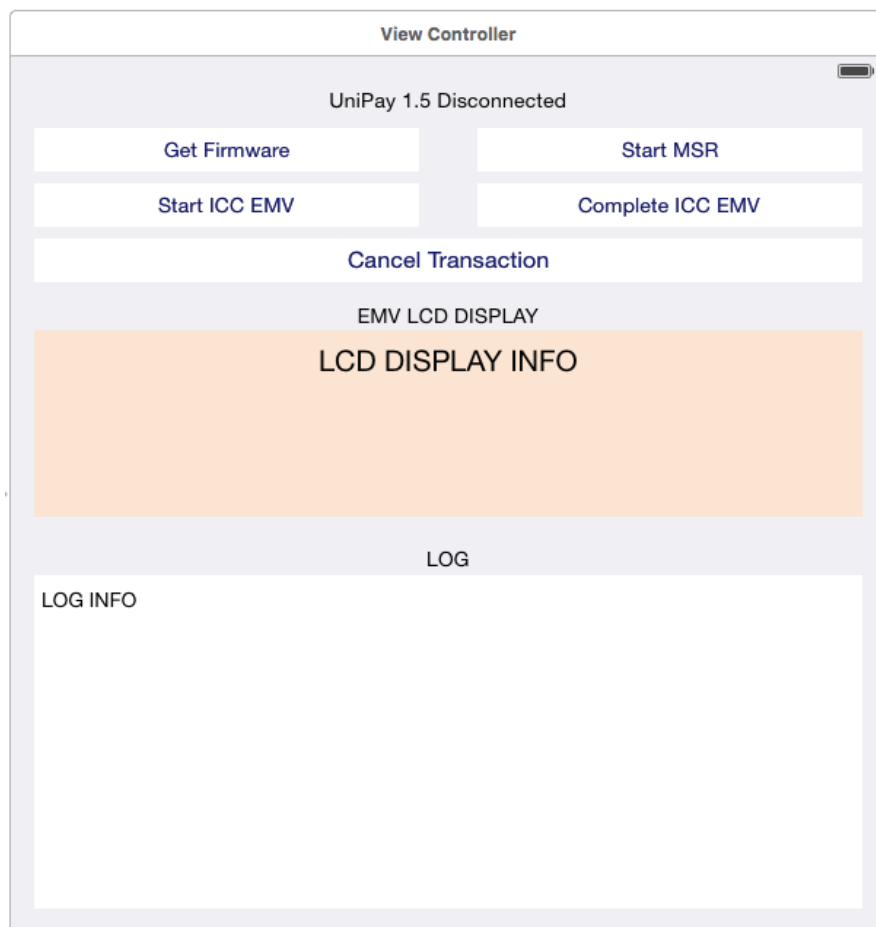 View Controller
UniPay 1.5 Disconnected
Get Firmware
Start MSR
Start ICC EMV
Complete ICC EMV
Cancel Transaction
EMV LCD DISPLAY
LCD DISPLAY INFO
LOG
LOG INFO